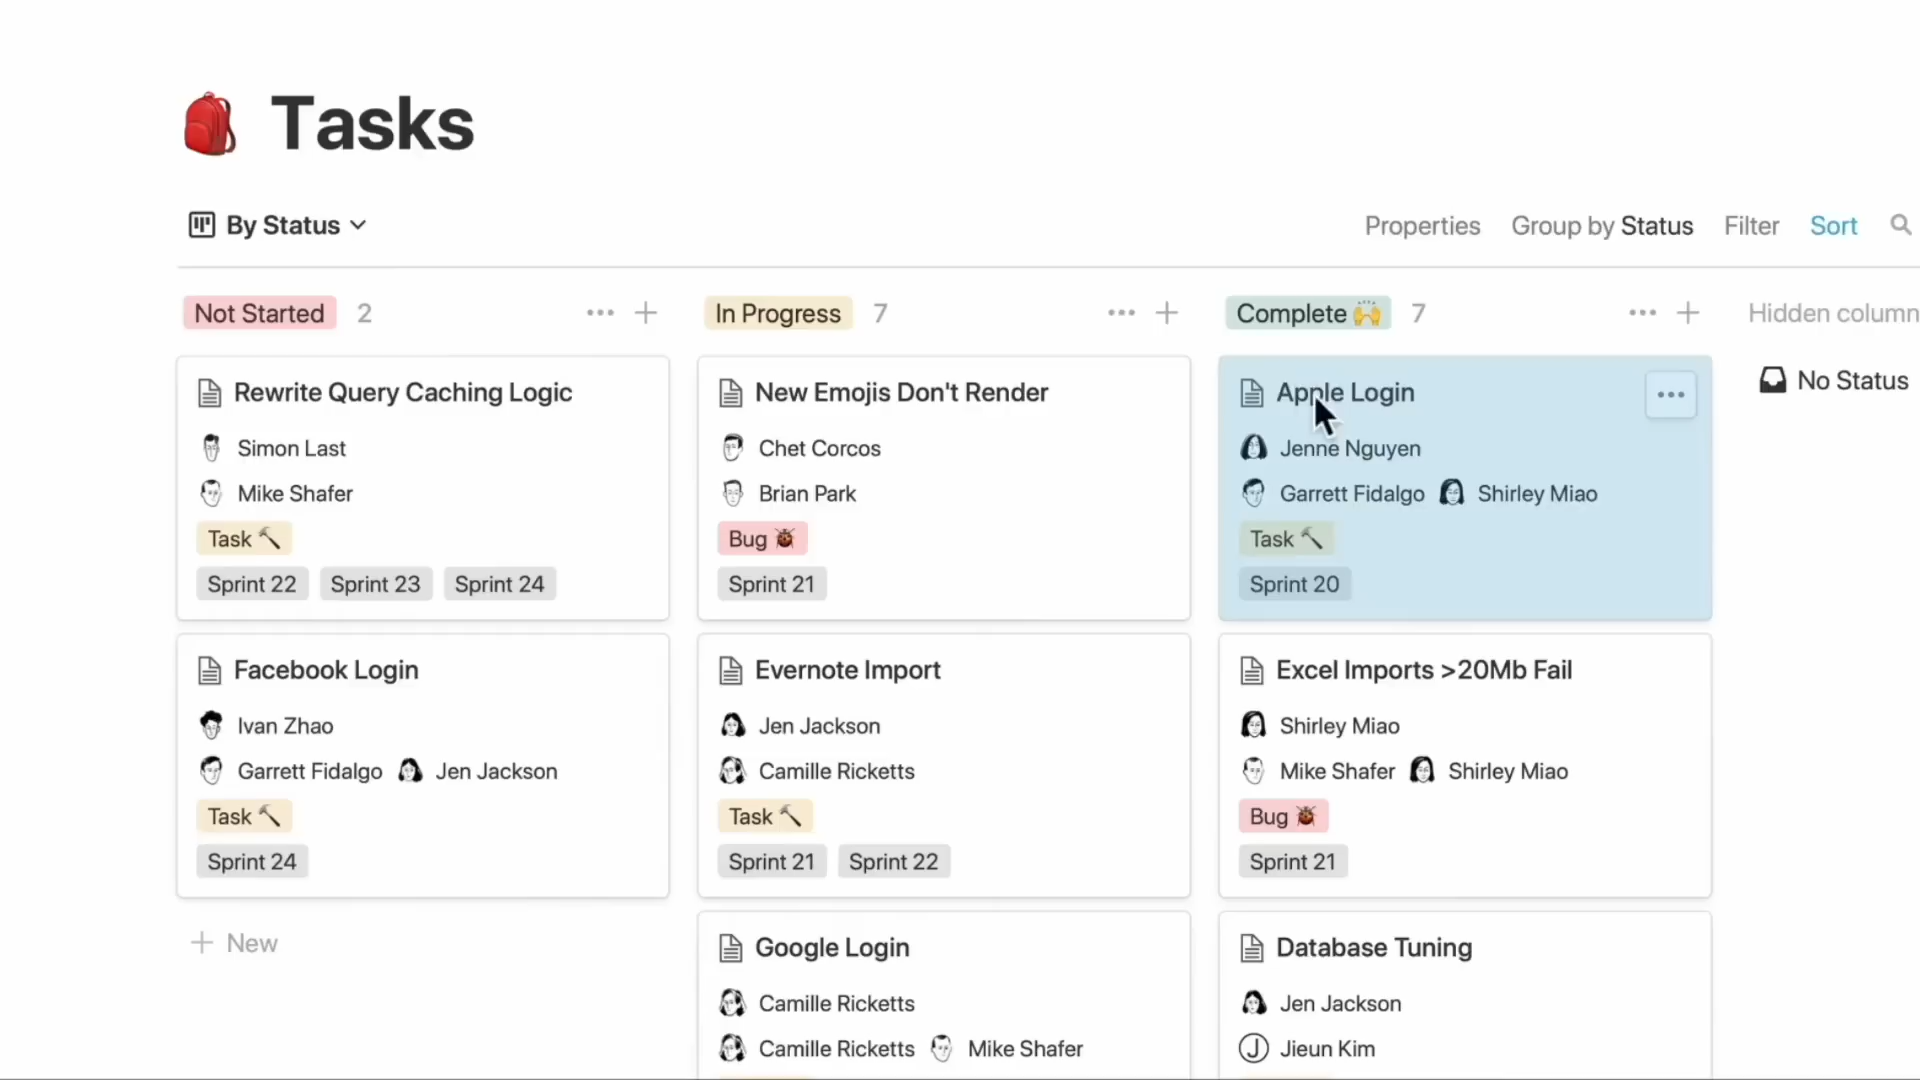 Tasks
By Status
Properties Group by Status Filter Sort
Not Started 2
In Progress 7
Complete 🙌 7
Hidden column
No Status
Rewrite Query Caching Logic
Simon Last
Mike Shafer
Task 🔨
Sprint 22 Sprint 23 Sprint 24
Facebook Login
Ivan Zhao
Garrett Fidalgo Jen Jackson
Task 🔨
Sprint 24
+ New
New Emojis Don't Render
Chet Corcos
Brian Park
Bug 🐞
Sprint 21
Evernote Import
Jen Jackson
Camille Ricketts
Task 🔨
Sprint 21 Sprint 22
Google Login
Camille Ricketts
Camille Ricketts Mike Shafer
Apple Login
Jenne Nguyen
Garrett Fidalgo Shirley Miao
Task 🔨
Sprint 20
Excel Imports >20Mb Fail
Shirley Miao
Mike Shafer Shirley Miao
Bug 🐞
Sprint 21
Database Tuning
Jen Jackson
J Jieun Kim